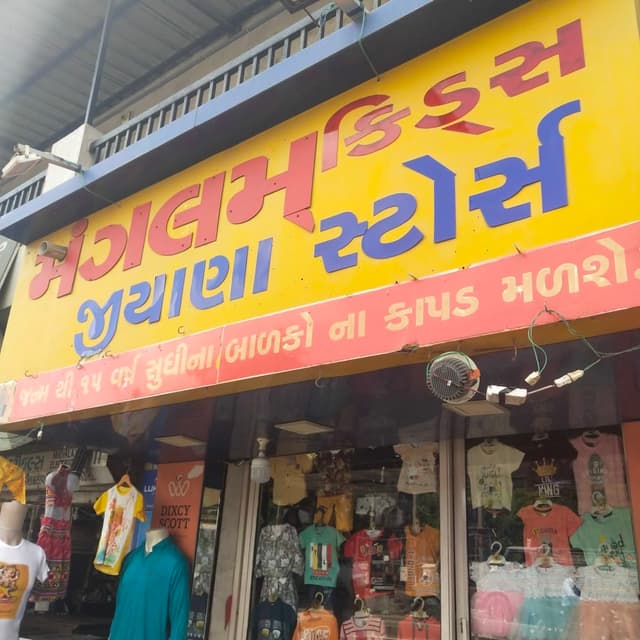 મંગલમ્ કિડ્સ
જીયાણા સ્ટોર્સ
જન્મ થી ૧૫ વર્ષ સુધીના બાળકો ના કાપડ મળશે.
DIXCY
SCOTT
KING